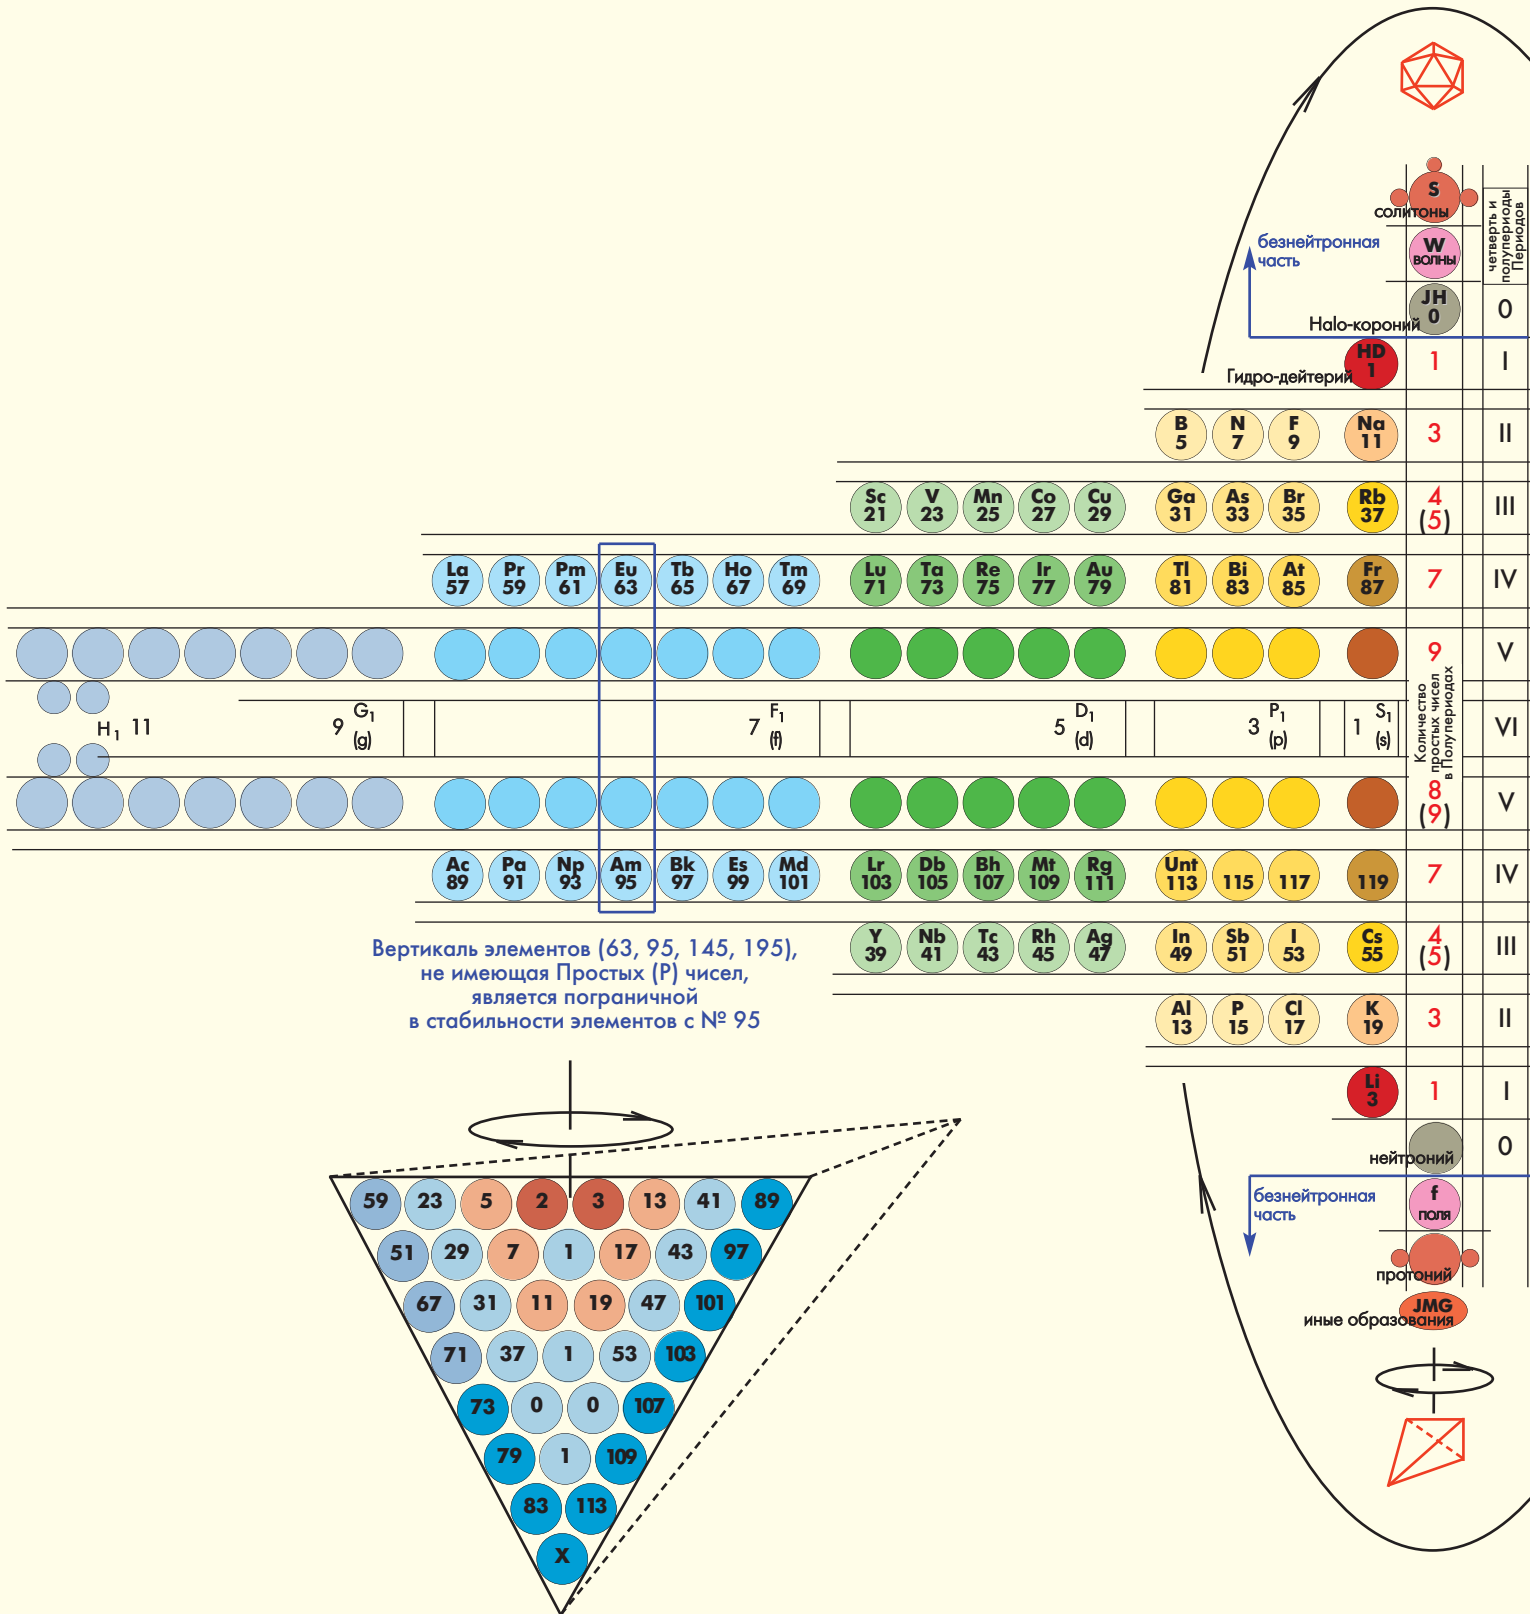 S
солитоны
четверть и
полупериоды
Периодов
безнейтронная
часть
W
волны
JH
0
0
Halo-короний
HD
1
1
I
Гидро-дейтерий
B N F Na
5 7 9 11
3
II
Sc V Mn Co Cu Ga As Br Rb
21 23 25 27 29 31 33 35 37
4
(5)
III
La Pr Pm Eu Tb Ho Tm Lu Ta Re Ir Au Tl Bi At Fr
57 59 61 63 65 67 69 71 73 75 77 79 81 83 85 87
7
IV
9
V
H1 11
9 G1
(g)
7 F1
(f)
5 D1
(d)
3 P1
(p)
1 S1
(s)
Количество
простых чисел
в Полупериодах
VI
8
(9)
V
Ac Pa Np Am Bk Es Md Lr Db Bh Mt Rg Unt
89 91 93 95 97 99 101 103 105 107 109 111 113 115 117 119
7
IV
Y Nb Tc Rh Ag In Sb I Cs
39 41 43 45 47 49 51 53 55
4
(5)
III
Вертикаль элементов (63, 95, 145, 195),
не имеющая Простых (Р) чисел,
является пограничной
в стабильности элементов с № 95
Al P Cl K
13 15 17 19
3
II
Li
3
1
I
нейтроний
0
безнейтронная
часть
f
поля
протоний
JMG
иные образования
59 23 5 2 3 13 41 89
51 29 7 1 17 43 97
67 31 11 19 47 101
71 37 1 53 103
73 0 0 107
79 1 109
83 113
X